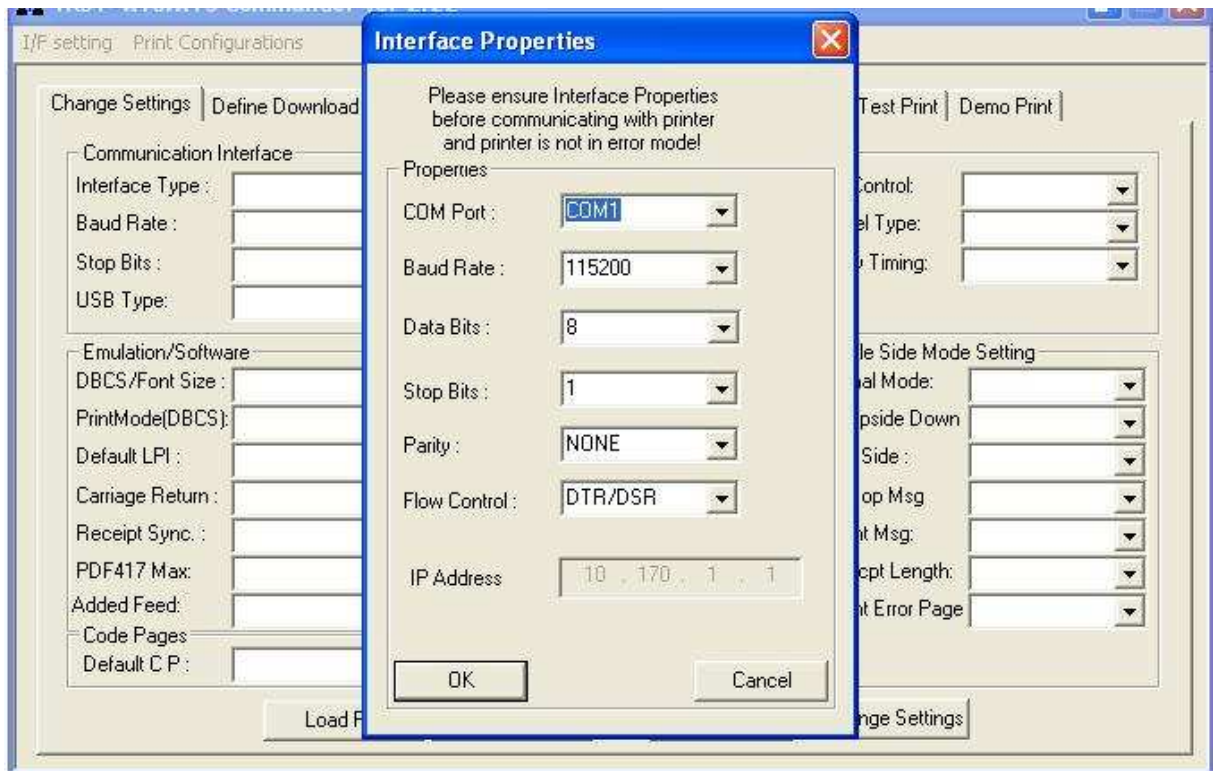 I/F setting Print Configurations
Interface Properties
Change Settings
Define Download
Test Print
Demo Print
Please ensure Interface Properties
before communicating with printer
and printer is not in error mode!
Communication Interface
Interface Type :
Baud Rate :
Stop Bits :
USB Type:
Emulation/Software
DBCS/Font Size :
PrintMode(DBCS):
Default LPI :
Carriage Return :
Receipt Sync. :
PDF417 Max:
Added Feed:
Code Pages
Default C P :
Properties
COM Port : COM1
Baud Rate : 115200
Data Bits : 8
Stop Bits : 1
Parity : NONE
Flow Control : DTR/DSR
IP Address 10 . 170 . 1 . 1
OK
Cancel
Control:
Type:
Timing:
Side Mode Setting
Mode:
Down
Side :
Msg
Msg:
Length:
Error Page
Load
Settings